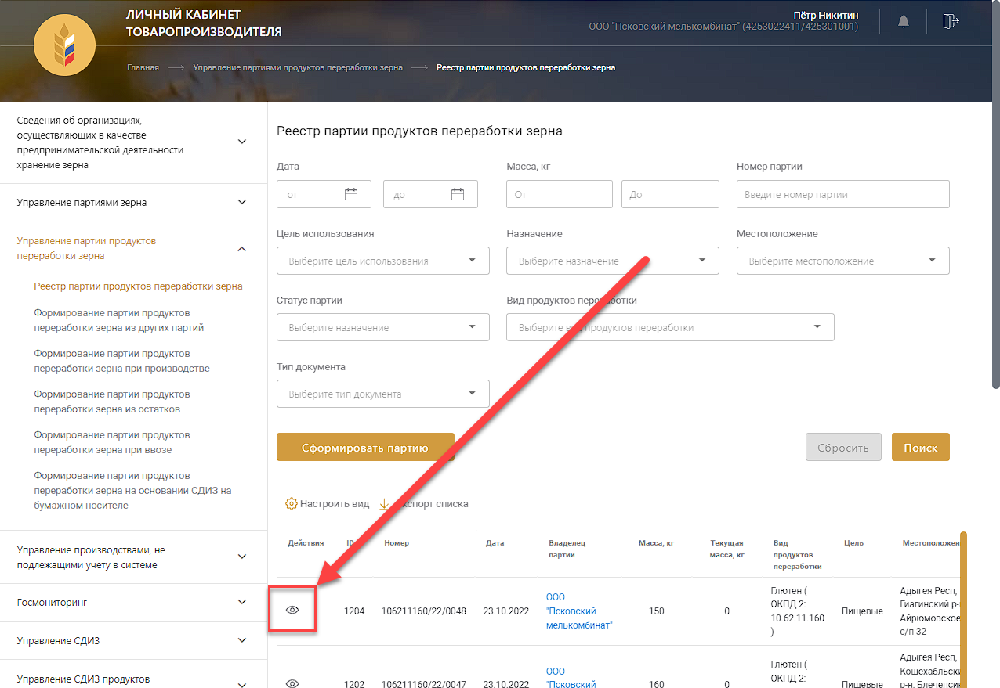 ЛИЧНЫЙ КАБИНЕТ
ТОВАРОПРОИЗВОДИТЕЛЯ
Пётр Никитин
ООО "Псковский мелькомбинат" (4253022411/425301001)
Главная
Управление партиями продуктов переработки зерна
Реестр партии продуктов переработки зерна
Сведения об организациях,
осуществляющих в качестве
предпринимательской деятельности
хранение зерна
Управление партиями зерна
Управление партии продуктов
переработки зерна
Реестр партии продуктов переработки зерна
Формирование партии продуктов
переработки зерна из других партий
Формирование партии продуктов
переработки зерна при производстве
Формирование партии продуктов
переработки зерна из остатков
Формирование партии продуктов
переработки зерна при ввозе
Формирование партии продуктов
переработки зерна на основании СДИЗ на
бумажном носителе
Управление производствами, не
подлежащими учету в системе
Госмониторинг
Управление СДИЗ
Управление СДИЗ продуктов
Реестр партии продуктов переработки зерна
Дата
от
до
Масса, кг
От
До
Номер партии
Введите номер партии
Цель использования
Выберите цель использования
Назначение
Выберите назначение
Местоположение
Выберите местоположение
Статус партии
Выберите назначение
Вид продуктов переработки
Выберите вид продуктов переработки
Тип документа
Выберите тип документа
Сформировать партию
Сбросить
Поиск
Настроить вид
кспорт списка
Действия
ID
Номер
Дата
Владелец
партии
Масса, кг
Текущая
масса, кг
Вид
продуктов
переработки
Цель
Местоположен
1204
106211160/22/0048
23.10.2022
ООО
"Псковский
мелькомбинат"
150
0
Глютен (
ОКПД 2:
10.62.11.160
)
Пищевые
Адыгея Респ,
Гиагинский р-
Айрюмовское
с/п 32
1202
106211160/22/0047
23.10.2022
ООО
"Псковский
160
0
Глютен (
ОКПД 2:
Пищевые
Адыгея Респ,
Кошехабльски
р-н, Блечепсин